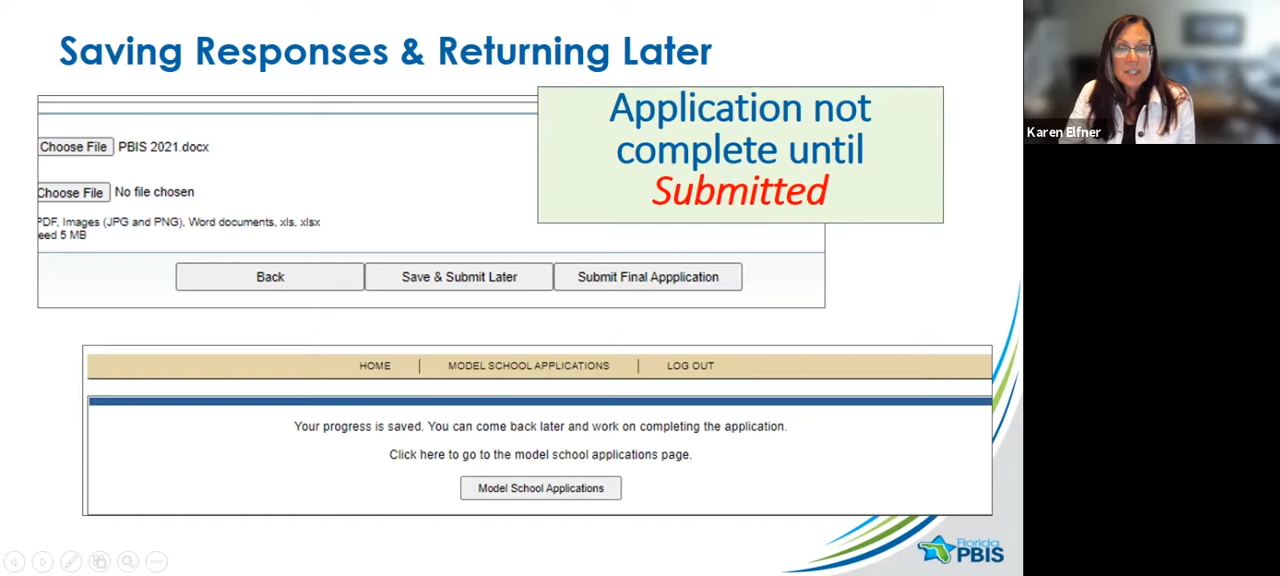 Saving Responses & Returning Later
Application not
complete until
Submitted
Choose File PBIS 2021.docx
Choose File No file chosen
PDF, Images (JPG and PNG), Word documents, xls, xlsx
eed 5 MB
Back Save & Submit Later Submit Final Appplication
HOME | MODEL SCHOOL APPLICATIONS | LOG OUT
Your progress is saved. You can come back later and work on completing the application.
Click here to go to the model school applications page.
Model School Applications
Florida
PBIS
Karen Elfner